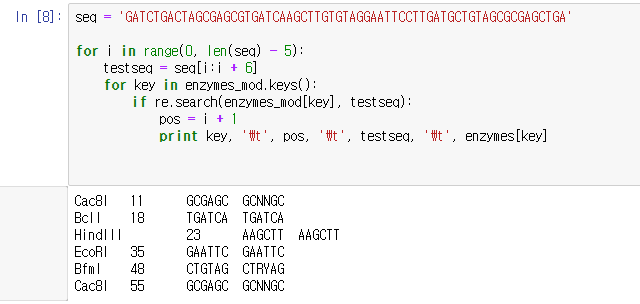 In [8]: seq = 'GATCTGACTAGCGAGCGTGATCAAGCTTGTGTAGGAATTCCTTGATGCTGTAGCGCGAGCTGA'
for i in range(0, len(seq) - 5):
testseq = seq[i:i + 6]
for key in enzymes_mod.keys():
if re.search(enzymes_mod[key], testseq):
pos = i + 1
print key, '₩t', pos, '₩t', testseq, '₩t', enzymes[key]
Cac8I 11 GCGAGC GCNNGC
BclI 18 TGATCA TGATCA
HindIII 23 AAGCTT AAGCTT
EcoRI 35 GAATTC GAATTC
BfmI 48 CTGTAG CTRYAG
Cac8I 55 GCGAGC GCNNGC